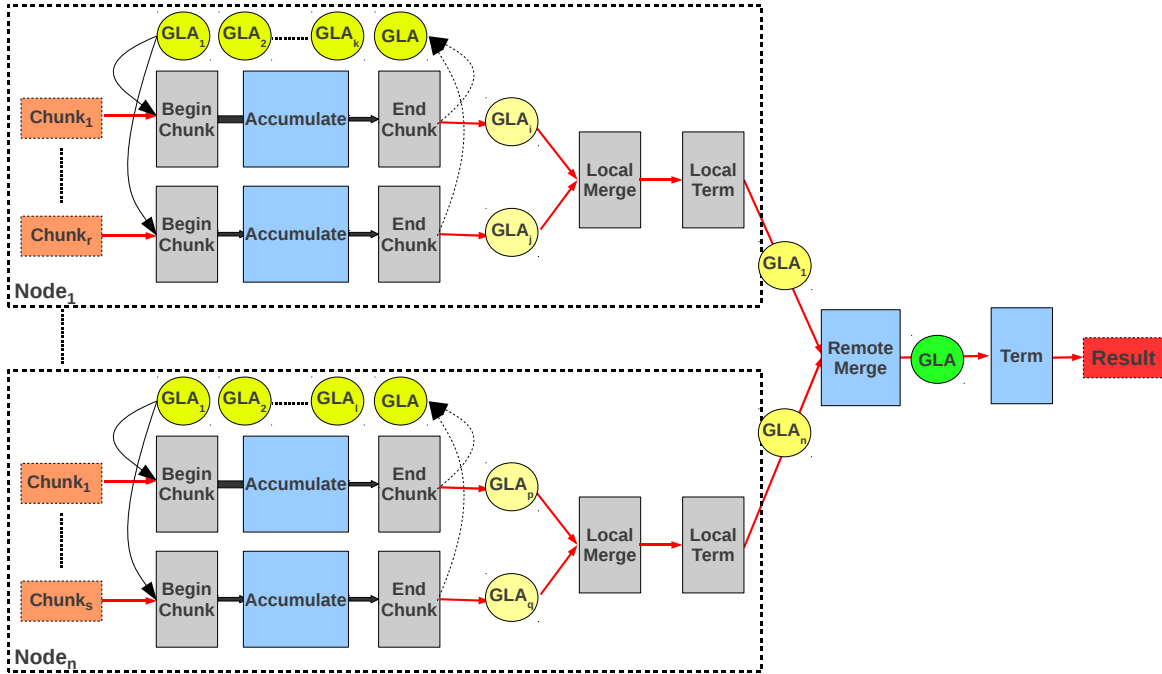 GLA1 GLA2 GLAk GLA
Chunk1
Begin
Chunk
Accumulate
End
Chunk
GLAi
Local
Merge
Local
Term
Chunkr
Begin
Chunk
Accumulate
End
Chunk
GLAj
Node1
GLA1
Remote
Merge
GLA
Term
Result
GLAn
GLA1 GLA2 GLAl GLA
Chunk1
Begin
Chunk
Accumulate
End
Chunk
GLAp
Local
Merge
Local
Term
Chunks
Begin
Chunk
Accumulate
End
Chunk
GLAq
Noden